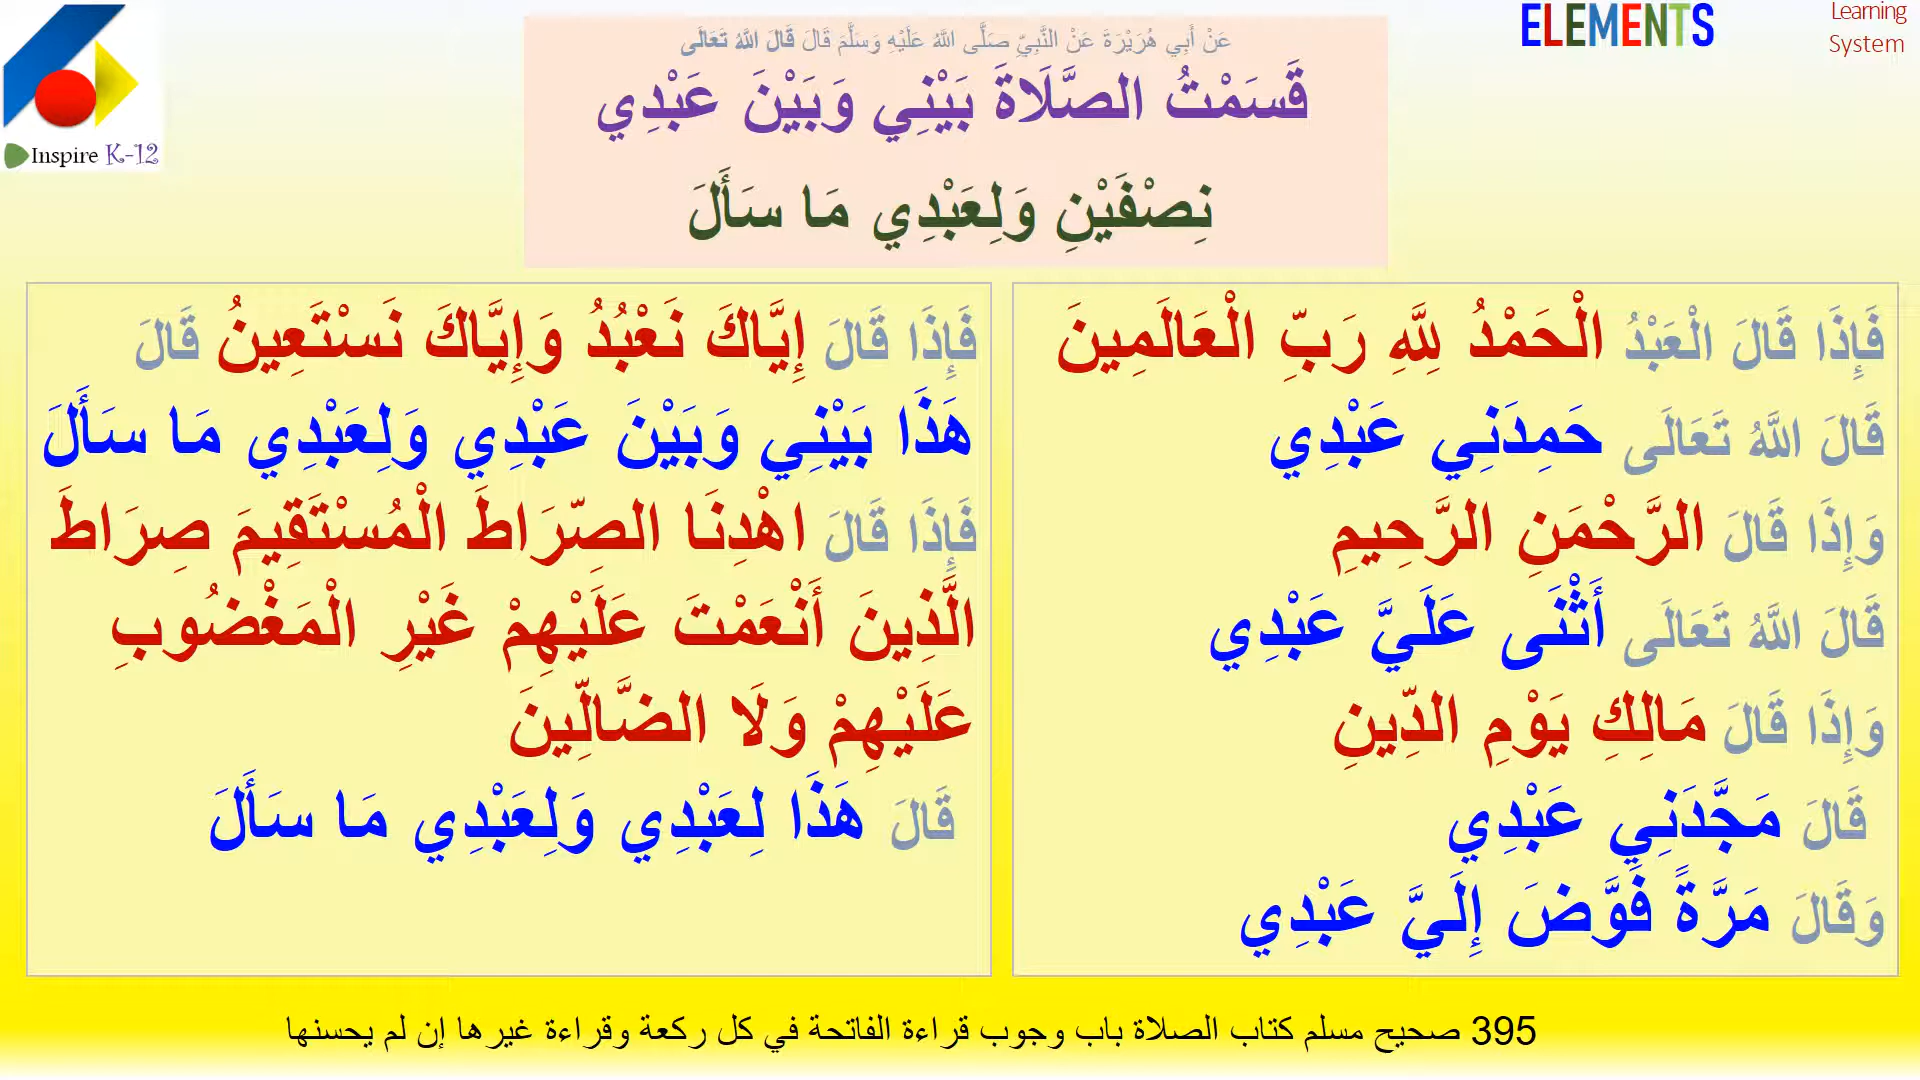 Inspire K-12
ELEMENTS
Learning
System
عَنْ أَبِي هُرَيْرَةَ عَنْ النَّبِيِّ صَلَّى اللَّهُ عَلَيْهِ وَسَلَّمَ قَالَ قَالَ اللَّهُ تَعَالَى
قَسَمْتُ الصَّلَاةَ بَيْنِي وَبَيْنَ عَبْدِي
نِصْفَيْنِ وَلِعَبْدِي مَا سَأَلَ
فَإِذَا قَالَ الْعَبْدُ الْحَمْدُ لِلَّهِ رَبِّ الْعَالَمِينَ
قَالَ اللَّهُ تَعَالَى حَمِدَنِي عَبْدِي
وَإِذَا قَالَ الرَّحْمَنِ الرَّحِيمِ
قَالَ اللَّهُ تَعَالَى أَثْنَى عَلَيَّ عَبْدِي
وَإِذَا قَالَ مَالِكِ يَوْمِ الدِّينِ
قَالَ مَجَّدَنِي عَبْدِي
وَقَالَ مَرَّةً فَوَّضَ إِلَيَّ عَبْدِي
فَإِذَا قَالَ إِيَّاكَ نَعْبُدُ وَإِيَّاكَ نَسْتَعِينُ قَالَ
هَذَا بَيْنِي وَبَيْنَ عَبْدِي وَلِعَبْدِي مَا سَأَلَ
فَإِذَا قَالَ اهْدِنَا الصِّرَاطَ الْمُسْتَقِيمَ صِرَاطَ
الَّذِينَ أَنْعَمْتَ عَلَيْهِمْ غَيْرِ الْمَغْضُوبِ
عَلَيْهِمْ وَلَا الضَّالِّينَ
قَالَ هَذَا لِعَبْدِي وَلِعَبْدِي مَا سَأَلَ
395 صحيح مسلم كتاب الصلاة باب وجوب قراءة الفاتحة في كل ركعة وقراءة غيرها إن لم يحسنها